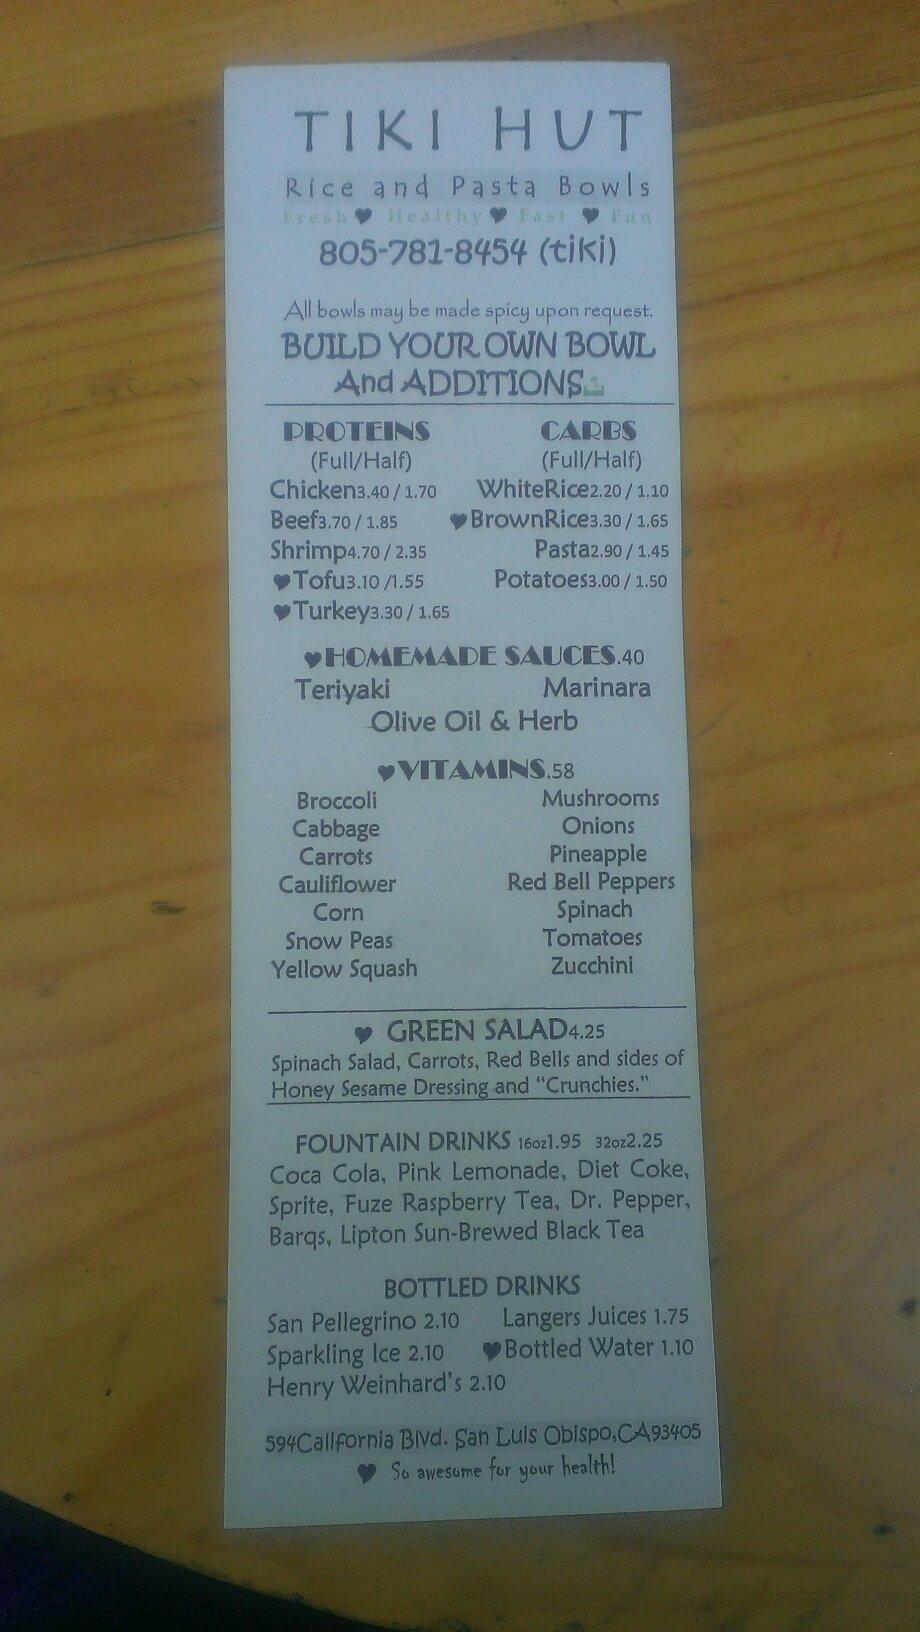 TIKI HUT
Rice and Pasta Bowls
Fresh ♥ Healthy ♥ Fast ♥ Fun
805-781-8454 (tiki)
All bowls may be made spicy upon request.
BUILD YOUR OWN BOWL
And ADDITIONS
PROTEINS CARBS
(Full/Half) (Full/Half)
Chicken3.40 / 1.70 WhiteRice2.20 / 1.10
Beef3.70 / 1.85 ♥BrownRice3.30 / 1.65
Shrimp4.70 / 2.35 Pasta2.90 / 1.45
♥Tofu3.10 /1.55 Potatoes3.00 / 1.50
♥Turkey3.30 / 1.65
♥HOMEMADE SAUCES.40
Teriyaki Marinara
Olive Oil & Herb
♥VITAMINS.58
Broccoli Mushrooms
Cabbage Onions
Carrots Pineapple
Cauliflower Red Bell Peppers
Corn Spinach
Snow Peas Tomatoes
Yellow Squash Zucchini
♥ GREEN SALAD4.25
Spinach Salad, Carrots, Red Bells and sides of
Honey Sesame Dressing and “Crunchies.”
FOUNTAIN DRINKS 16oz1.95 32oz2.25
Coca Cola, Pink Lemonade, Diet Coke,
Sprite, Fuze Raspberry Tea, Dr. Pepper,
Barqs, Lipton Sun-Brewed Black Tea
BOTTLED DRINKS
San Pellegrino 2.10 Langers Juices 1.75
Sparkling Ice 2.10 ♥Bottled Water 1.10
Henry Weinhard's 2.10
594California Blvd. San Luis Obispo,CA93405
♥ So awesome for your health!